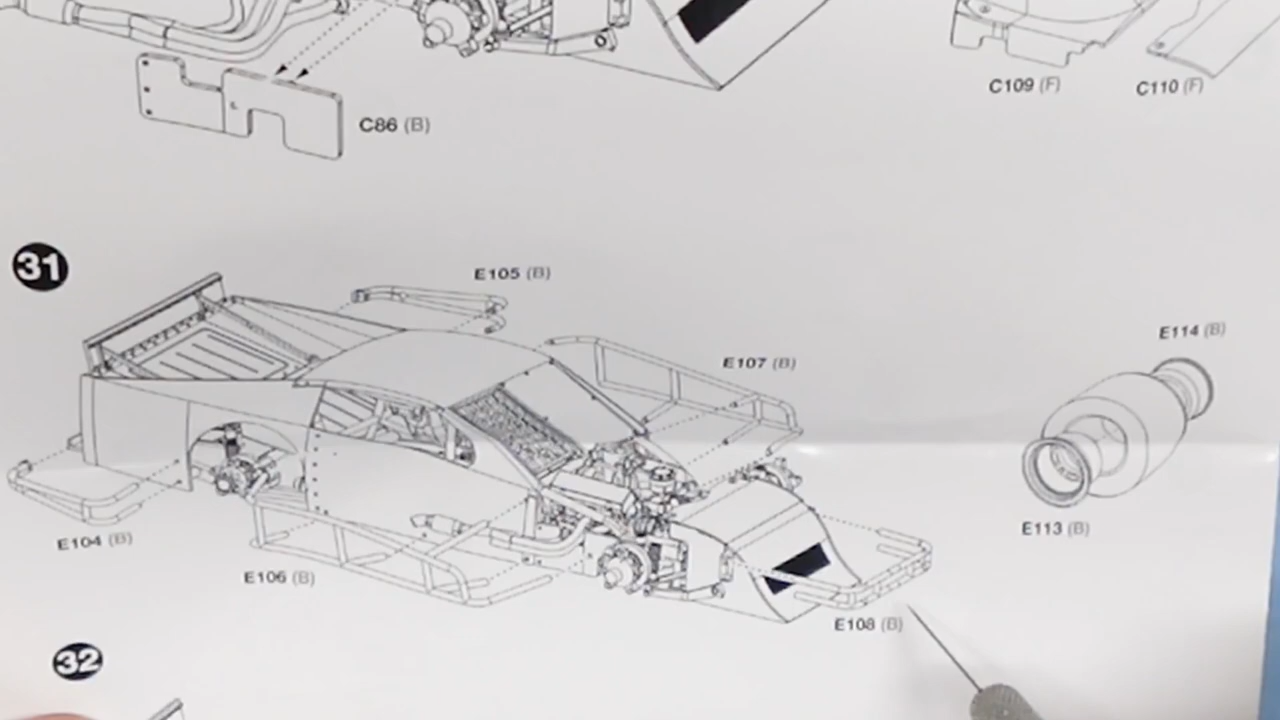 C109 (F)
C110 (F)
C86 (B)
31
E105 (B)
E114 (B)
E107 (B)
E113 (B)
E104 (B)
E106 (B)
E108 (B)
32